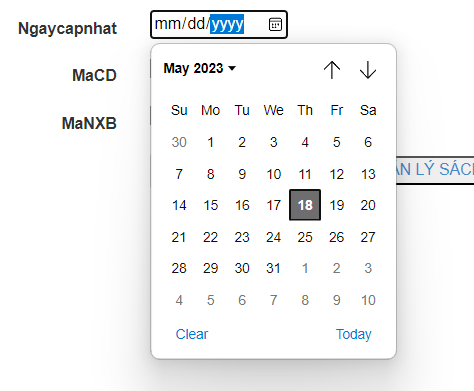 Ngaycapnhat mm/dd/yyyy
May 2023
MaCD
Su Mo Tu We Th Fr Sa
MaNXB
30 1 2 3 4 5 6
7 8 9 10 11 12 13
LÝ
14 15 16 17 18 19 20
21 22 23 24 25 26 27
28 29 30 31 1 2 3
4 5 6 7 8 9 10
Clear Today